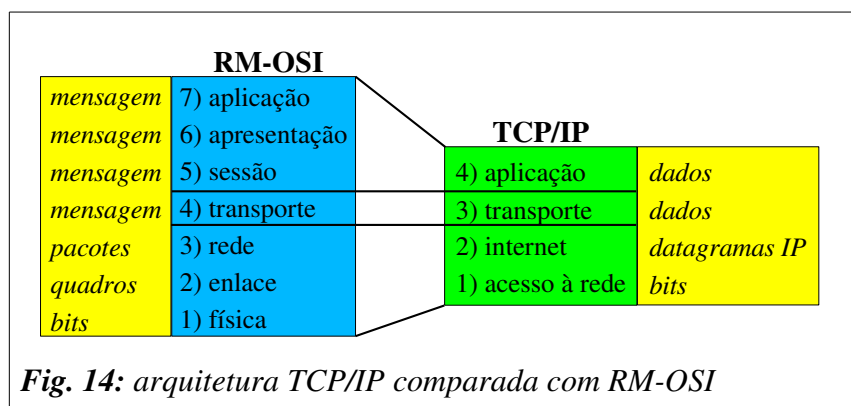 RM-OSI
mensagem 7) aplicação
mensagem 6) apresentação
TCP/IP
mensagem 5) sessão 4) aplicação dados
mensagem 4) transporte 3) transporte dados
pacotes 3) rede 2) internet datagramas IP
quadros 2) enlace 1) acesso à rede bits
bits 1) física
Fig. 14: arquitetura TCP/IP comparada com RM-OSI